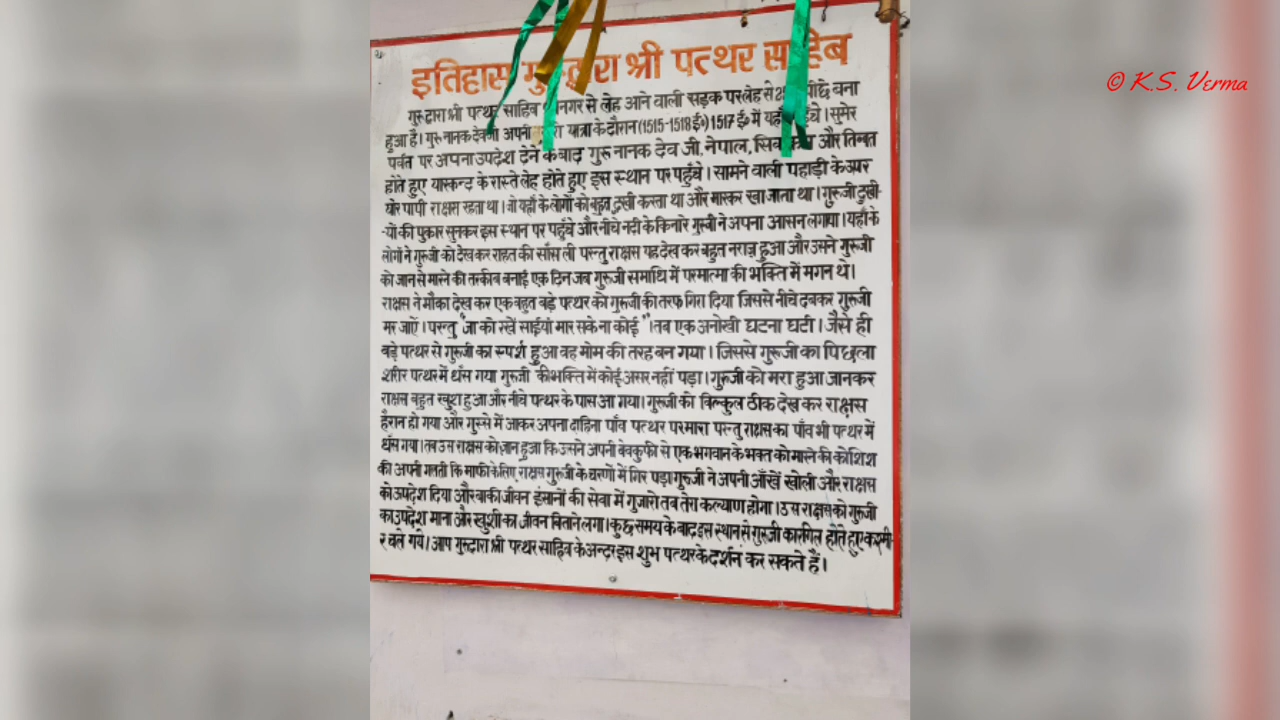 इतिहास गुरुद्वारा श्री पत्थर साहिब
गुरुद्वारा श्री पत्थर साहिब श्रीनगर से लेह आने वाली सड़क पर लेह से पीछे बना
हुआ है। गुरु नानक देवजी अपनी यात्रा के दौरान (1515-1518 ई०) 1517 ई० में यहाँ पहुँचे। सुमेर
पर्वत पर अपना उपदेश देने के बाद गुरु नानक देव जी, नेपाल, सिक्किम और तिब्बत
होते हुए यारकन्द के रास्ते लेह होते हुए इस स्थान पर पहुँचे। सामने वाली पहाड़ी के ऊपर
घोर पापी राक्षस रहता था। वो यहाँ के लोगों को बहुत दुखी करता था और मारकर खा जाता था। गुरूजी दुखी-
-यों की पुकार सुनकर इस स्थान पर पहुँचे और नीचे नदी के किनारे गुरूजी ने अपना आसन लगाया। यहाँ के
लोगों ने गुरूजी को देखकर राहत की साँस ली परन्तु राक्षस यह देख कर बहुत नराज़ हुआ और उसने गुरूजी
को जान से मारने की तरकीब बनाई एक दिन जब गुरूजी समाधि में परमात्मा की भक्ति में मगन थे।
राक्षस ने मौका देख कर एक बहुत बड़े पत्थर को गुरूजी की तरफ गिरा दिया जिससे नीचे दबकर गुरूजी
मर जाऐं। परन्तु "जा को रखें साईयां मार सके ना कोई"। तब एक अनोखी घटना घटी। जैसे ही
बड़े पत्थर से गुरूजी का स्पर्श हुआ वह मोम की तरह बन गया। जिससे गुरूजी का पिछला
शरीर पत्थर में धँस गया गुरूजी की भक्ति में कोई असर नहीं पड़ा। गुरूजी को मरा हुआ जानकर
राक्षस बहुत खुश हुआ और नीचे पत्थर के पास आ गया। गुरूजी को बिल्कुल ठीक देख कर राक्षस
हैरान हो गया और गुस्से में आकर अपना दाहिना पाँव पत्थर पर मारा परन्तु राक्षस का पाँव भी पत्थर में
धँस गया। तब उस राक्षस को ज्ञान हुआ कि उसने अपनी बेवकुफी से एक भगवान के भक्त को मारने की कोशिश
की अपनी गलती कि माफी के लिए राक्षस गुरूजी के चरणों में गिर पड़ा। गुरूजी ने अपनी आँखें खोली और राक्षस
को उपदेश दिया और बाकी जीवन इंसानों की सेवा में गुजारो तब तेरा कल्याण होगा। उस राक्षस को गुरूजी
का उपदेश माना और खुशी का जीवन बिताने लगा। कुछ समय के बाद इस स्थान से गुरूजी कारगिल होते हुए कश्मी-
र चले गये। आप गुरुद्वारा श्री पत्थर साहिब के अन्दर इस शुभ पत्थर के दर्शन कर सकते हैं।
© K.S. Verma